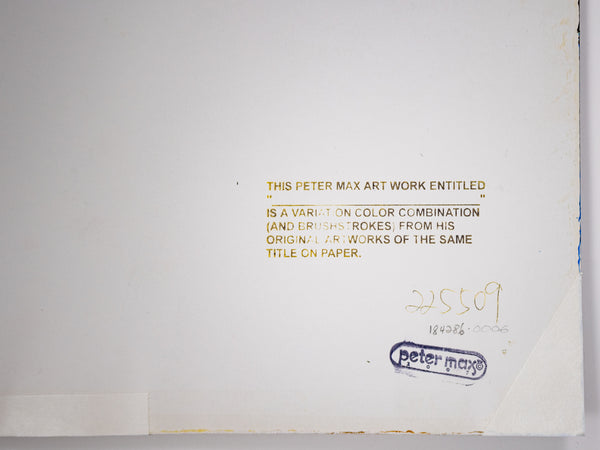 THIS PETER MAX ART WORK ENTITLED
" "
IS A VARIATION COLOR COMBINATION
(AND BRUSHSTROKES) FROM HIS
ORIGINAL ARTWORKS OF THE SAME
TITLE ON PAPER.
225509
184286.0006
peter max©